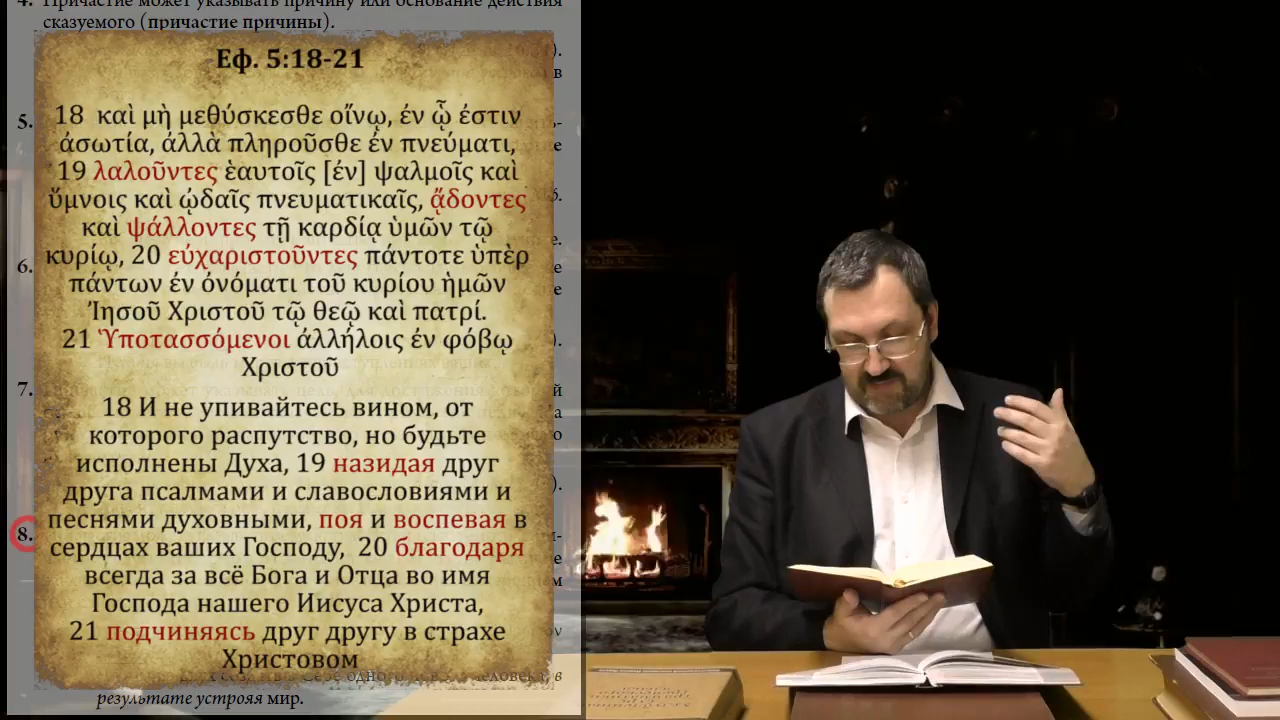 4. Причастие может указывать причину или основание действия
сказуемого (причастие причины).
Еф. 5:18-21
18 καὶ μὴ μεθύσκεσθε οἴνῳ, ἐν ᾧ ἐστιν
ἀσωτία, ἀλλὰ πληροῦσθε ἐν πνεύματι,
19 λαλοῦντες ἑαυτοῖς [ἐν] ψαλμοῖς καὶ
ὕμνοις καὶ ᾠδαῖς πνευματικαῖς, ᾄδοντες
καὶ ψάλλοντες τῇ καρδίᾳ ὑμῶν τῷ
κυρίῳ, 20 εὐχαριστοῦντες πάντοτε ὑπὲρ
πάντων ἐν ὀνόματι τοῦ κυρίου ἡμῶν
Ἰησοῦ Χριστοῦ τῷ θεῷ καὶ πατρί.
21 Ὑποτασσόμενοι ἀλλήλοις ἐν φόβῳ
Χριστοῦ
18 И не упивайтесь вином, от
которого распутство, но будьте
исполнены Духа, 19 назидая друг
друга псалмами и славословиями и
песнями духовными, поя и воспевая в
сердцах ваших Господу, 20 благодаря
всегда за всё Бога и Отца во имя
Господа нашего Иисуса Христа,
21 подчиняясь друг другу в страхе
Христовом
5.
6.
7.
8.
результате устрояя мир.